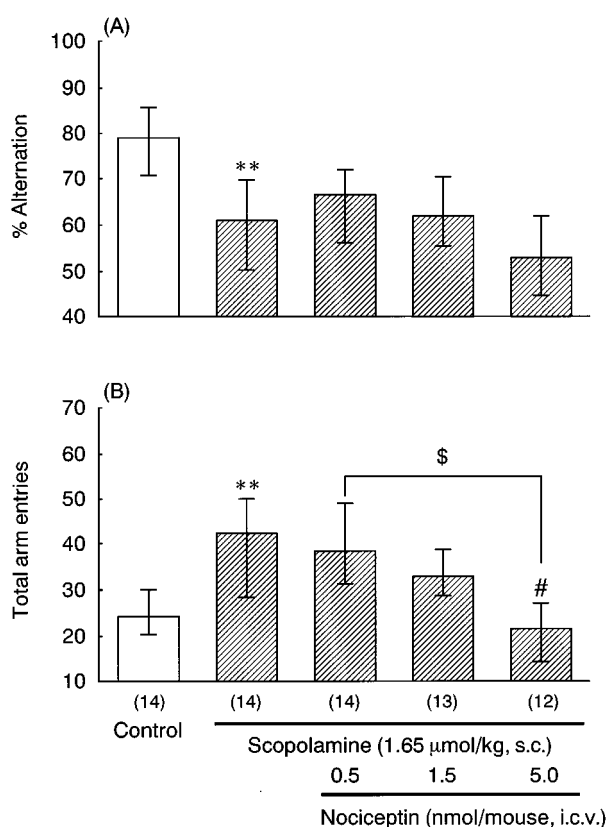 (A)
100
90
80
70
60
50
40
% Alternation
**
(B)
70
60
50
40
30
20
10
Total arm entries
**
$
#
(14) (14) (14) (13) (12)
Control
Scopolamine (1.65 μmol/kg, s.c.)
0.5 1.5 5.0
Nociceptin (nmol/mouse, i.c.v.)